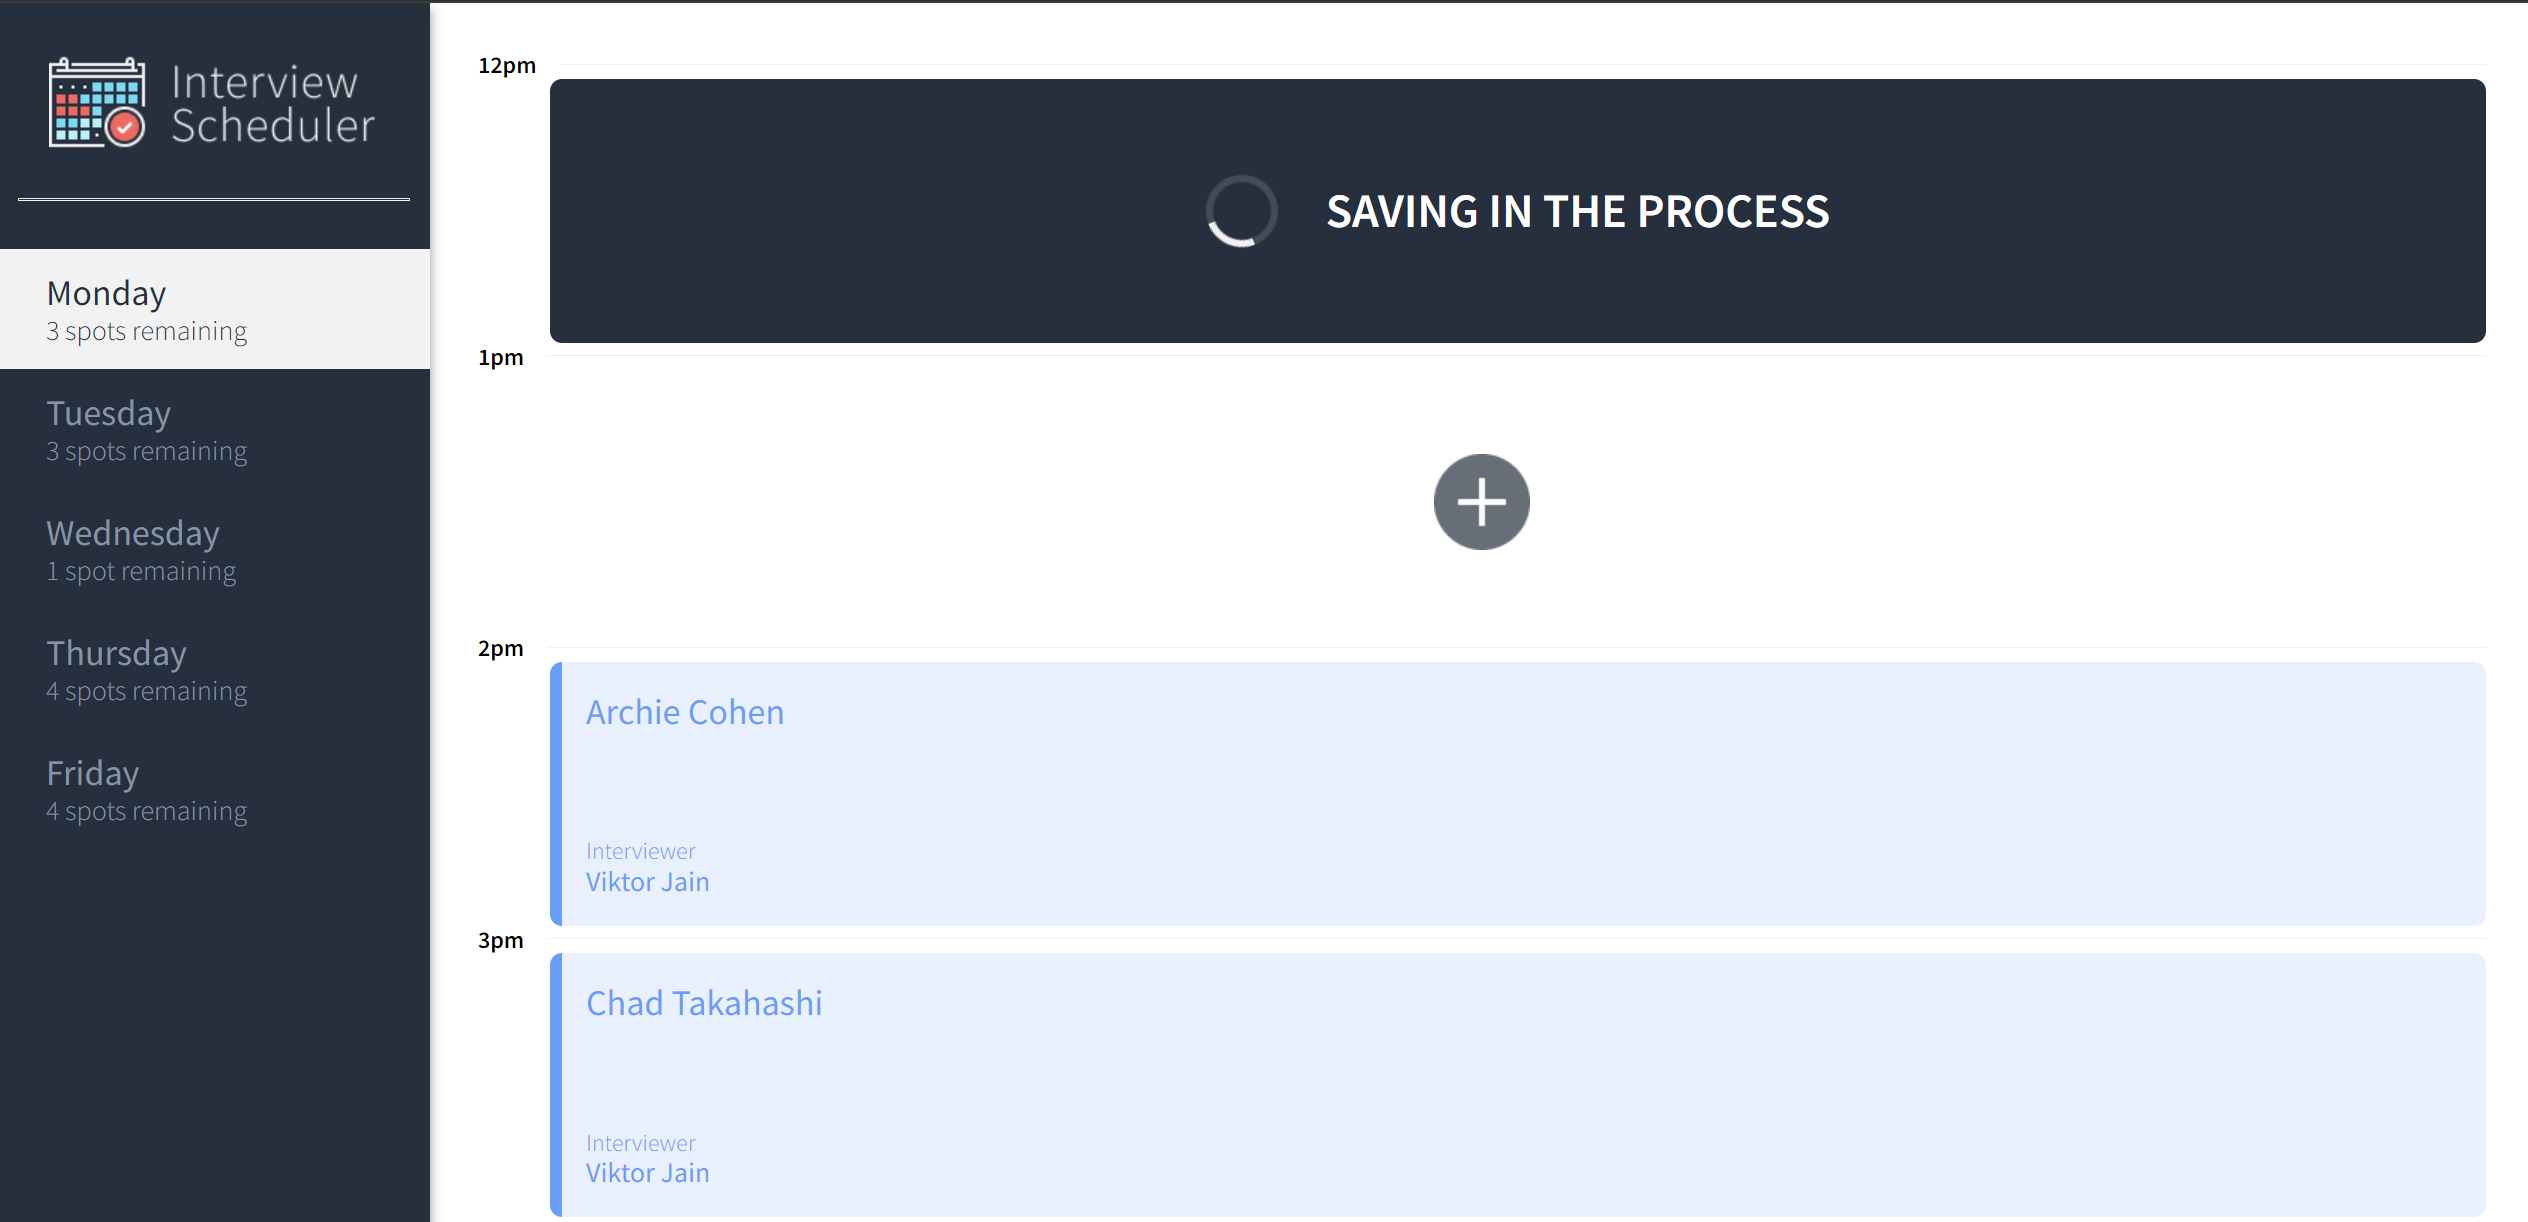 Interview
Scheduler
Monday
3 spots remaining
Tuesday
3 spots remaining
Wednesday
1 spot remaining
Thursday
4 spots remaining
Friday
4 spots remaining
12pm
SAVING IN THE PROCESS
1pm
2pm
Archie Cohen
Interviewer
Viktor Jain
3pm
Chad Takahashi
Interviewer
Viktor Jain